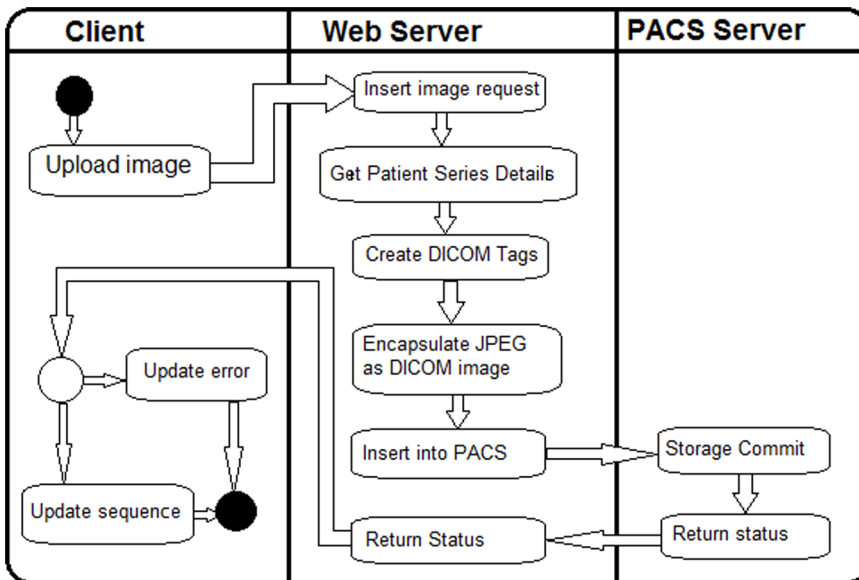 Client
Web Server
PACS Server
Insert image request
Upload image
Get Patient Series Details
Create DICOM Tags
Encapsulate JPEG
as DICOM image
Update error
Insert into PACS
Storage Commit
Update sequence
Return Status
Return status